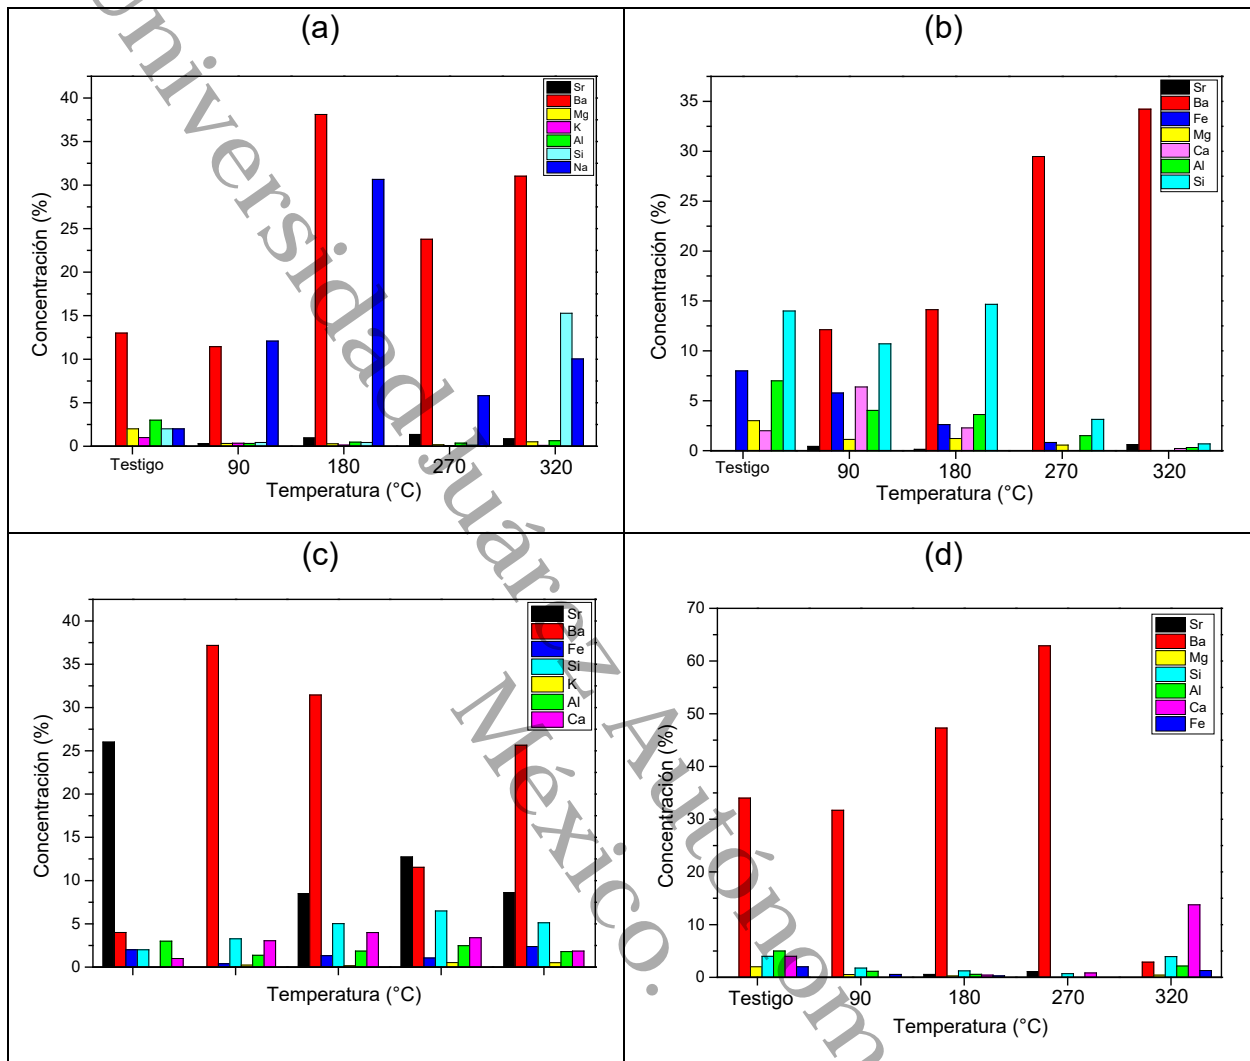 (a)
Concentración (%)
40
35
30
25
20
15
10
5
0
Sr
Ba
Mg
K
Al
Si
Na
Testigo 90 180 270 320
Temperatura (°C)
(b)
Concentración (%)
35
30
25
20
15
10
5
0
Sr
Ba
Fe
Mg
Ca
Al
Si
Testigo 90 180 270 320
Temperatura (°C)
(c)
Concentración (%)
40
35
30
25
20
15
10
5
0
Sr
Ba
Fe
Si
K
Al
Ca
Temperatura (°C)
(d)
Concentración (%)
70
60
50
40
30
20
10
0
Sr
Ba
Mg
Si
Al
Ca
Fe
Testigo 90 180 270 320
Temperatura (°C)
Universidad Juárez Autónom
México.